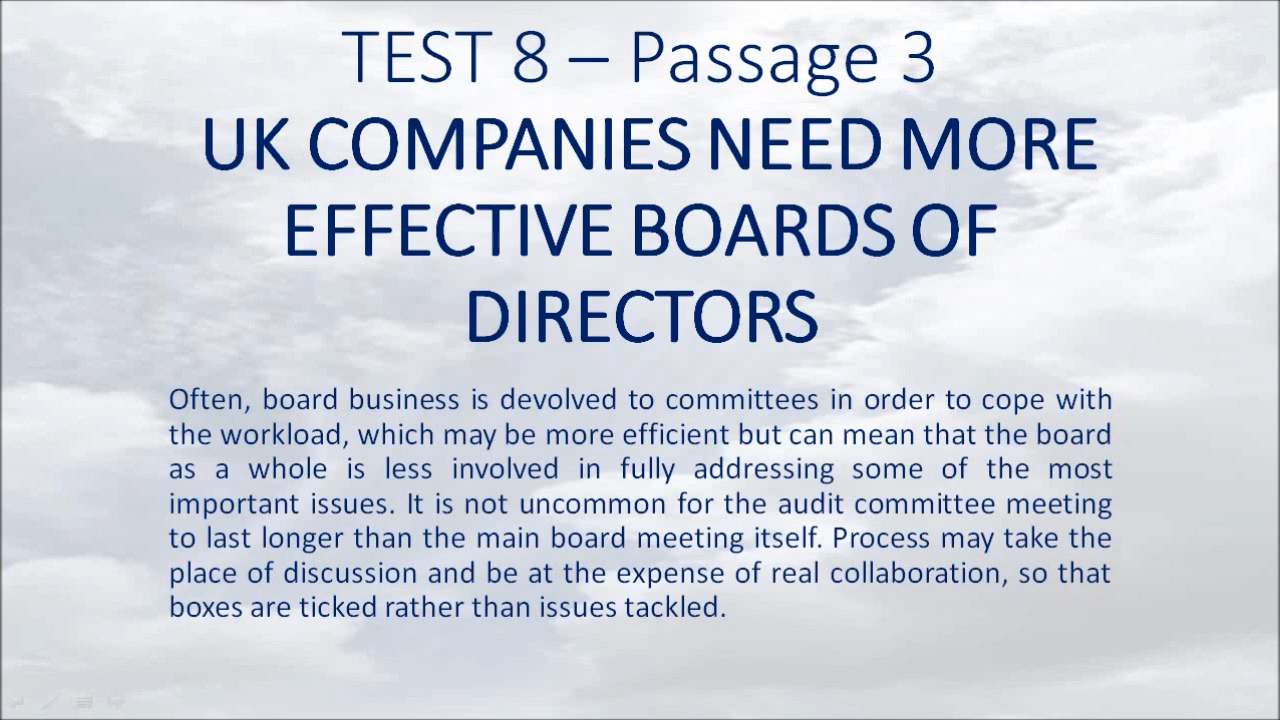 TEST 8 – Passage 3
UK COMPANIES NEED MORE
EFFECTIVE BOARDS OF
DIRECTORS
Often, board business is devolved to committees in order to cope with
the workload, which may be more efficient but can mean that the board
as a whole is less involved in fully addressing some of the most
important issues. It is not uncommon for the audit committee meeting
to last longer than the main board meeting itself. Process may take the
place of discussion and be at the expense of real collaboration, so that
boxes are ticked rather than issues tackled.